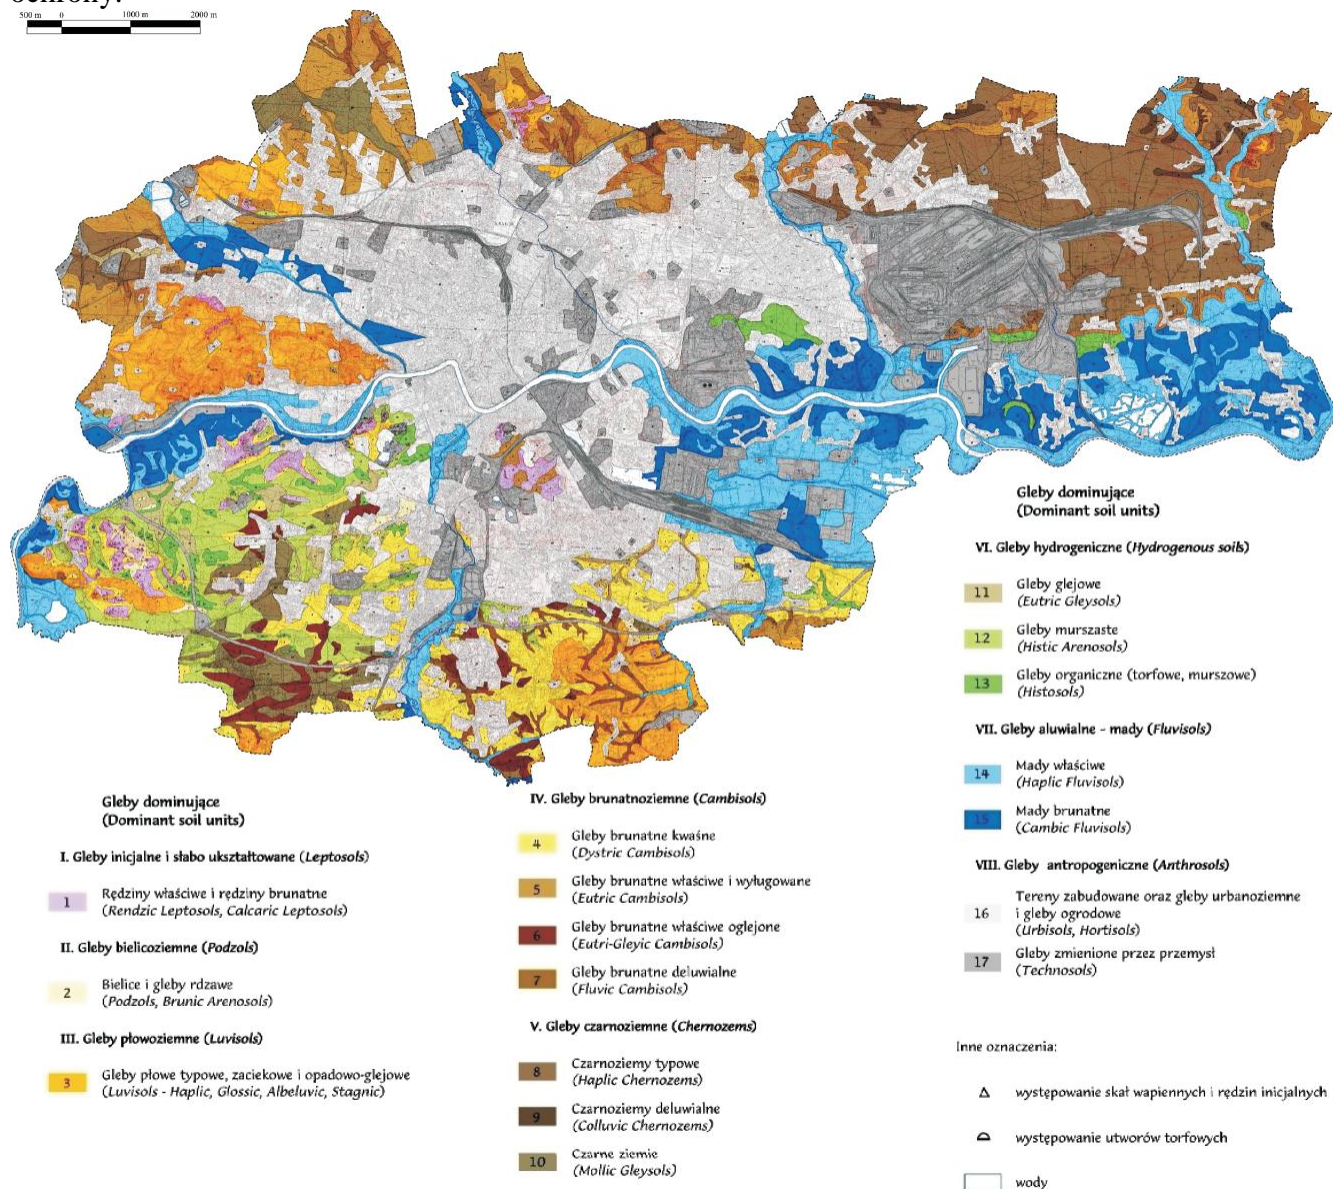 ochrony.
500 m 0 1000 m 2000 m
Gleby dominujące
(Dominant soil units)
I. Gleby inicjalne i słabo ukształtowane (Leptosols)
1 Rędziny właściwe i rędziny brunatne
(Rendzic Leptosols, Calcaric Leptosols)
II. Gleby bielicoziemne (Podzols)
2 Bielice i gleby rdzawe
(Podzols, Brunic Arenosols)
III. Gleby płowoziemne (Luvisols)
3 Gleby płowe typowe, zaciekowe i opadowo-glejowe
(Luvisols - Haplic, Glossic, Albeluvic, Stagnic)
IV. Gleby brunatnoziemne (Cambisols)
4 Gleby brunatne kwaśne
(Dystric Cambisols)
5 Gleby brunatne właściwe i wyługowane
(Eutric Cambisols)
6 Gleby brunatne właściwe oglejone
(Eutri-Gleyic Cambisols)
7 Gleby brunatne deluwialne
(Fluvic Cambisols)
V. Gleby czarnoziemne (Chernozems)
8 Czarnoziemy typowe
(Haplic Chernozems)
9 Czarnoziemy deluwialne
(Colluvic Chernozems)
10 Czarne ziemie
(Mollic Gleysols)
Gleby dominujące
(Dominant soil units)
VI. Gleby hydrogeniczne (Hydrogenous soils)
11 Gleby glejowe
(Eutric Gleysols)
12 Gleby murszaste
(Histic Arenosols)
13 Gleby organiczne (torfowe, murszowe)
(Histosols)
VII. Gleby aluwialne - mady (Fluvisols)
14 Mady właściwe
(Haplic Fluvisols)
15 Mady brunatne
(Cambic Fluvisols)
VIII. Gleby antropogeniczne (Anthrosols)
16 Tereny zabudowane oraz gleby urbanoziemne
i gleby ogrodowe
(Urbisols, Hortisols)
17 Gleby zmienione przez przemysł
(Technosols)
Inne oznaczenia:
występowanie skał wapiennych i rędzin inicjalnych
występowanie utworów torfowych
wody